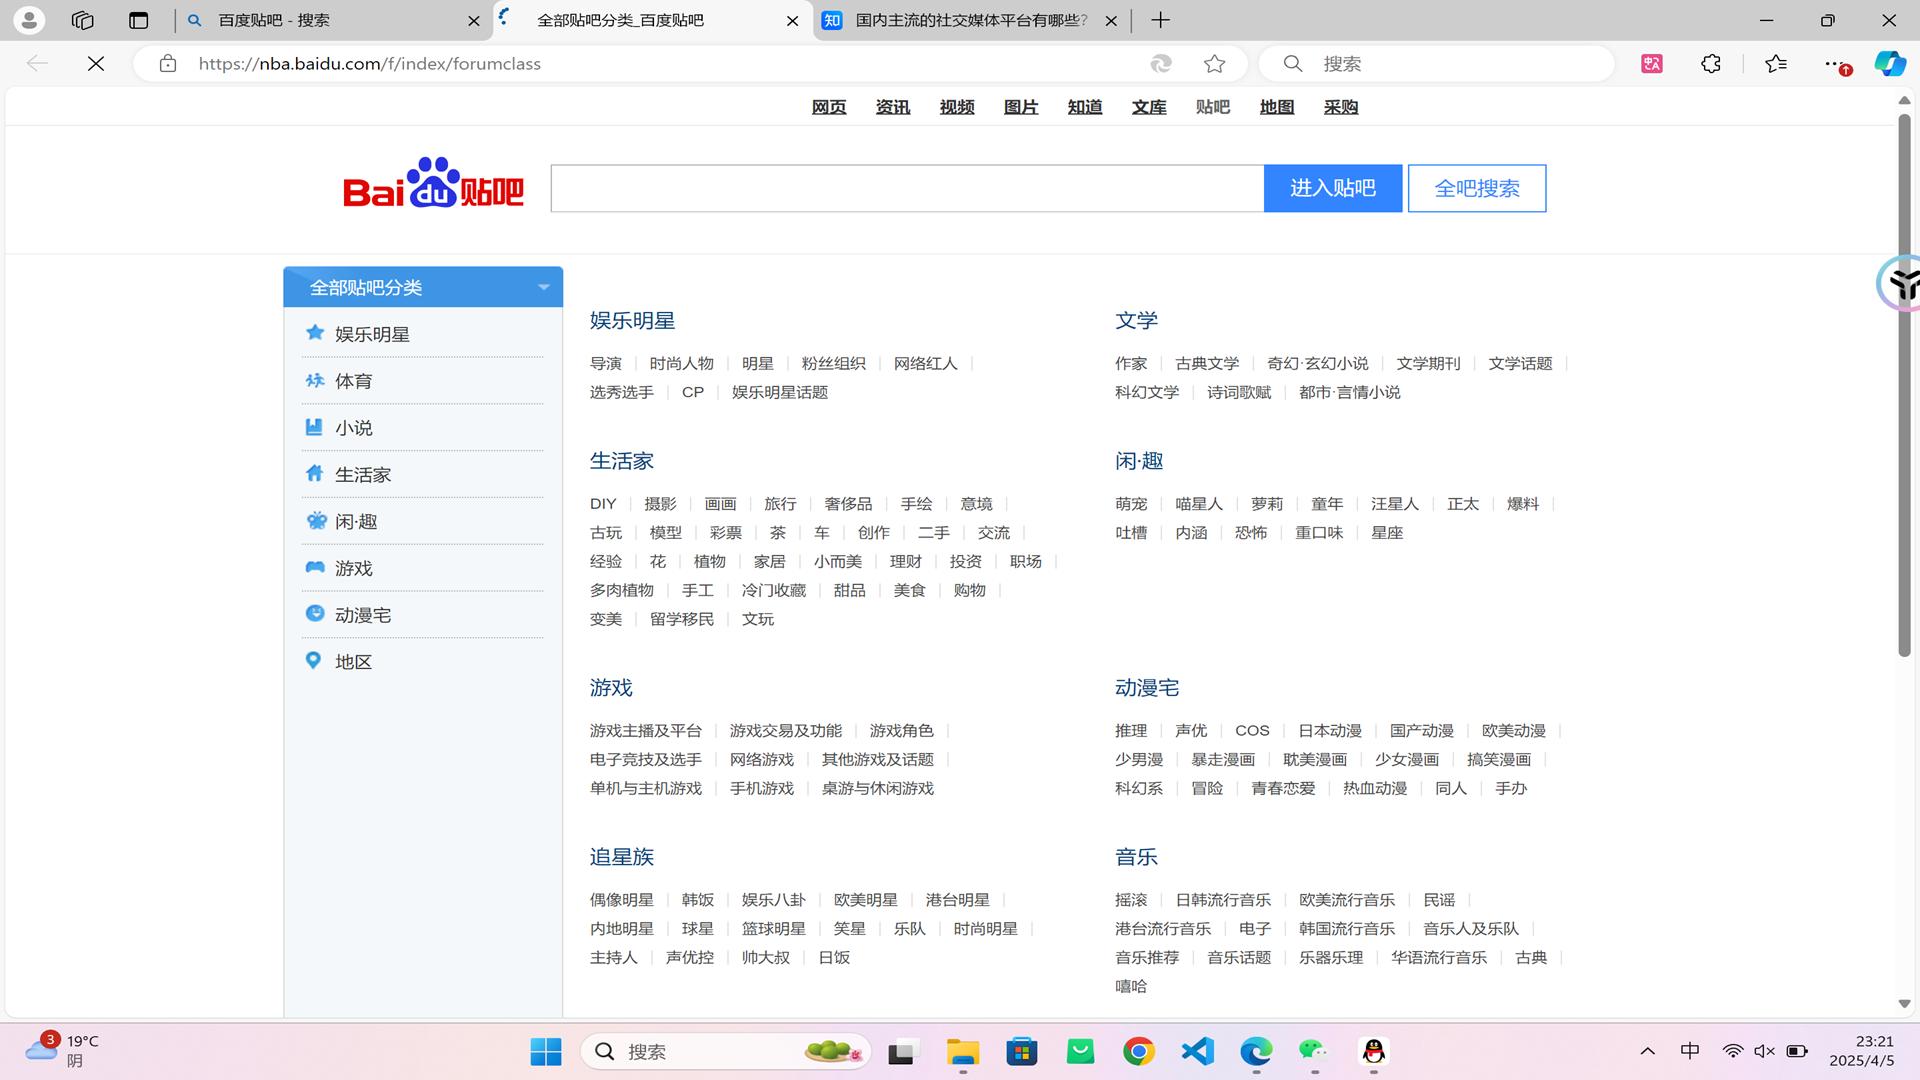 百度贴吧 - 搜索
全部贴吧分类_百度贴吧
知 国内主流的社交媒体平台有哪些?
https://nba.baidu.com/f/index/forumclass
搜索
网页 资讯 视频 图片 知道 文库 贴吧 地图 采购
Bai du 贴吧
进入贴吧
全吧搜索
全部贴吧分类
娱乐明星
体育
小说
生活家
闲·趣
游戏
动漫宅
地区
娱乐明星
导演 时尚人物 明星 粉丝组织 网络红人
选秀选手 CP 娱乐明星话题
文学
作家 古典文学 奇幻·玄幻小说 文学期刊 文学话题
科幻文学 诗词歌赋 都市·言情小说
生活家
DIY 摄影 画画 旅行 奢侈品 手绘 意境
古玩 模型 彩票 茶 车 创作 二手 交流
经验 花 植物 家居 小而美 理财 投资 职场
多肉植物 手工 冷门收藏 甜品 美食 购物
变美 留学移民 文玩
闲·趣
萌宠 喵星人 萝莉 童年 汪星人 正太 爆料
吐槽 内涵 恐怖 重口味 星座
游戏
游戏主播及平台 游戏交易及功能 游戏角色
电子竞技及选手 网络游戏 其他游戏及话题
单机与主机游戏 手机游戏 桌游与休闲游戏
动漫宅
推理 声优 COS 日本动漫 国产动漫 欧美动漫
少男漫 暴走漫画 耽美漫画 少女漫画 搞笑漫画
科幻系 冒险 青春恋爱 热血动漫 同人 手办
追星族
偶像明星 韩饭 娱乐八卦 欧美明星 港台明星
内地明星 球星 篮球明星 笑星 乐队 时尚明星
主持人 声优控 帅大叔 日饭
音乐
摇滚 日韩流行音乐 欧美流行音乐 民谣
港台流行音乐 电子 韩国流行音乐 音乐人及乐队
音乐推荐 音乐话题 乐器乐理 华语流行音乐 古典
嘻哈
3
19°C
阴
搜索
中
23:21
2025/4/5